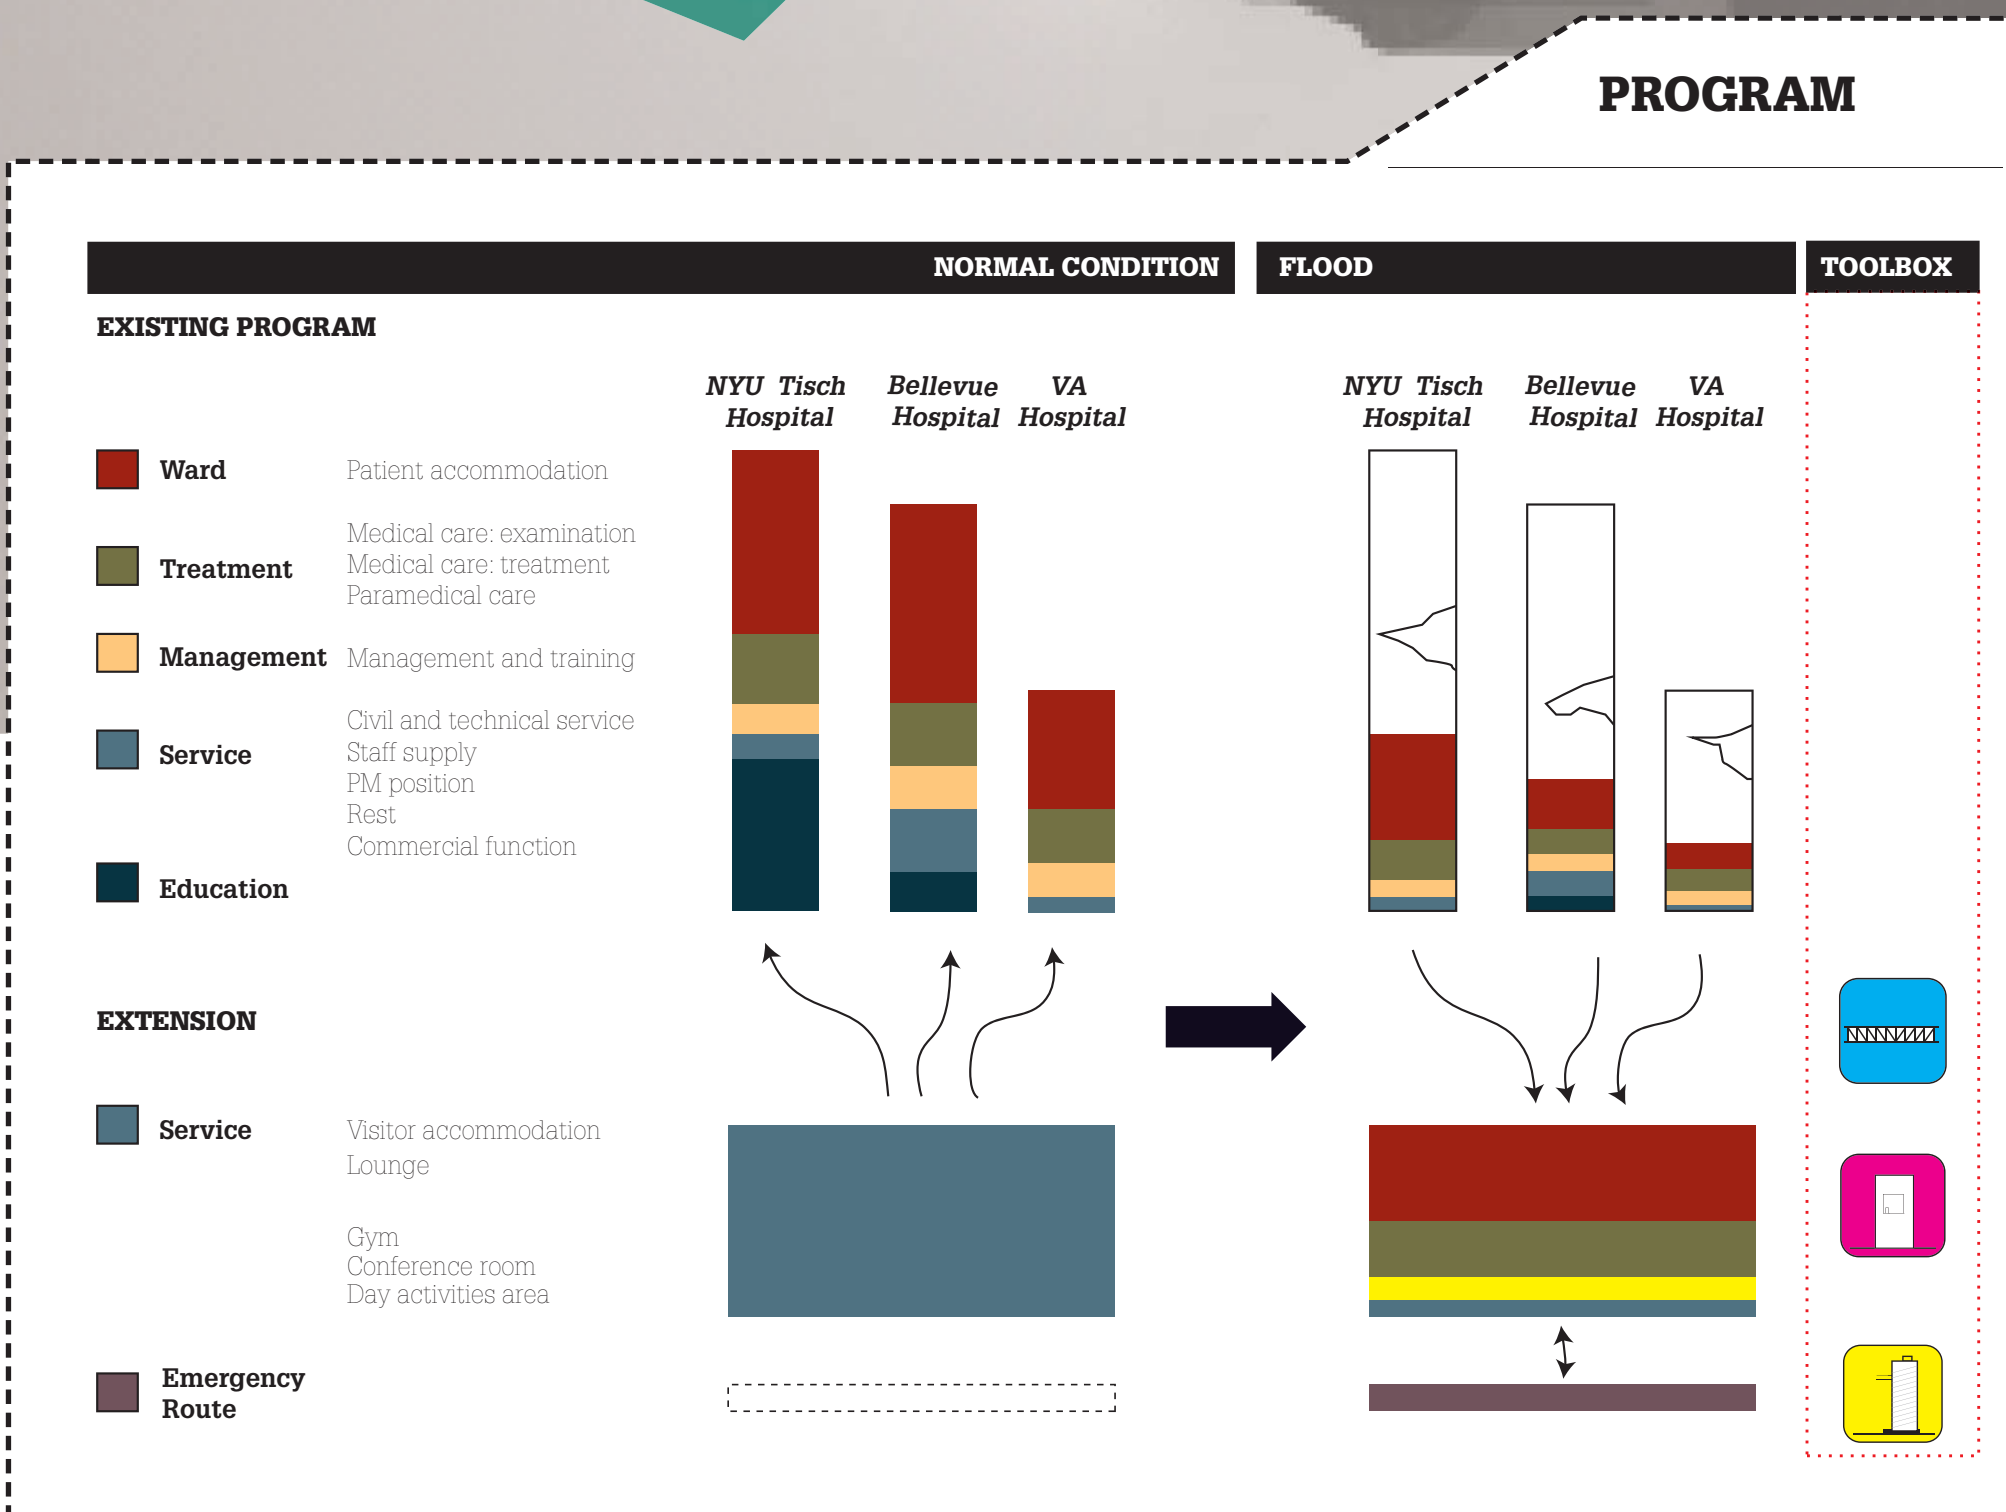 PROGRAM
NORMAL CONDITION
FLOOD
TOOLBOX
EXISTING PROGRAM
NYU Tisch
Hospital
Bellevue
Hospital
VA
Hospital
NYU Tisch
Hospital
Bellevue
Hospital
VA
Hospital
Ward
Patient accommodation
Treatment
Medical care: examination
Medical care: treatment
Paramedical care
Management
Management and training
Service
Civil and technical service
Staff supply
PM position
Rest
Commercial function
Education
EXTENSION
Service
Visitor accommodation
Lounge
Gym
Conference room
Day activities area
Emergency
Route